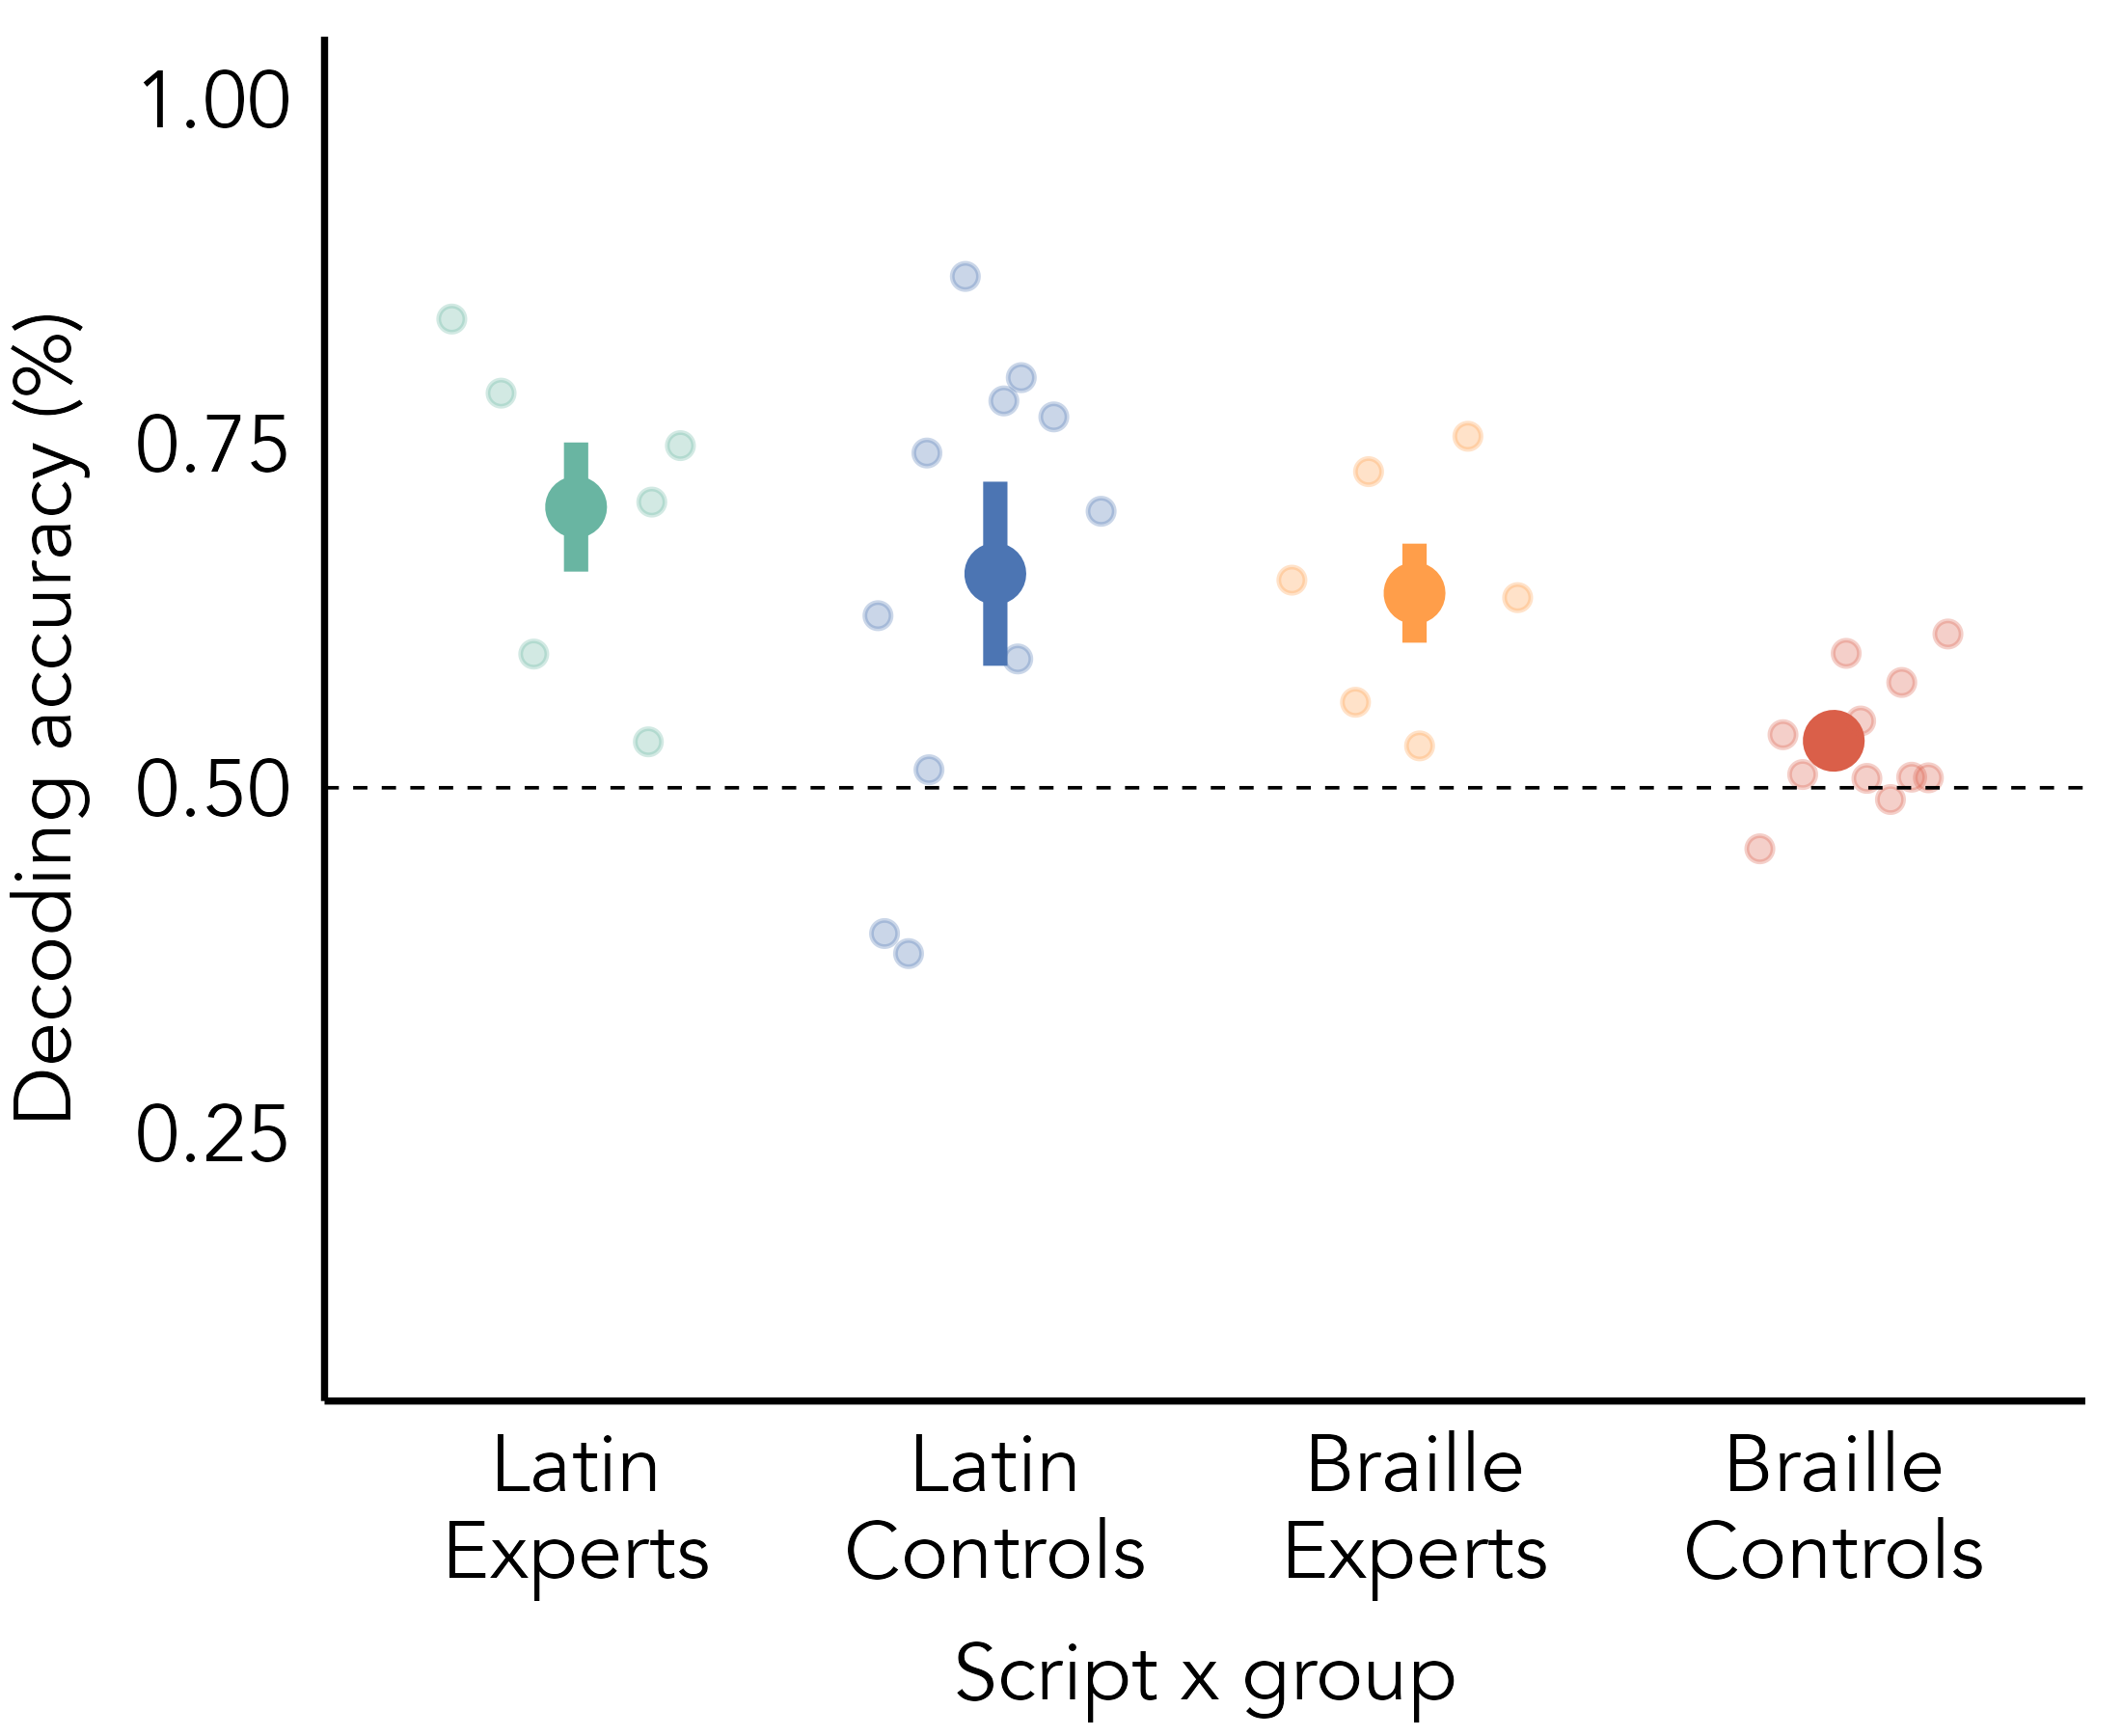 Decoding accuracy (%)
1.00
0.75
0.50
0.25
Latin Experts
Latin Controls
Braille Experts
Braille Controls
Script x group